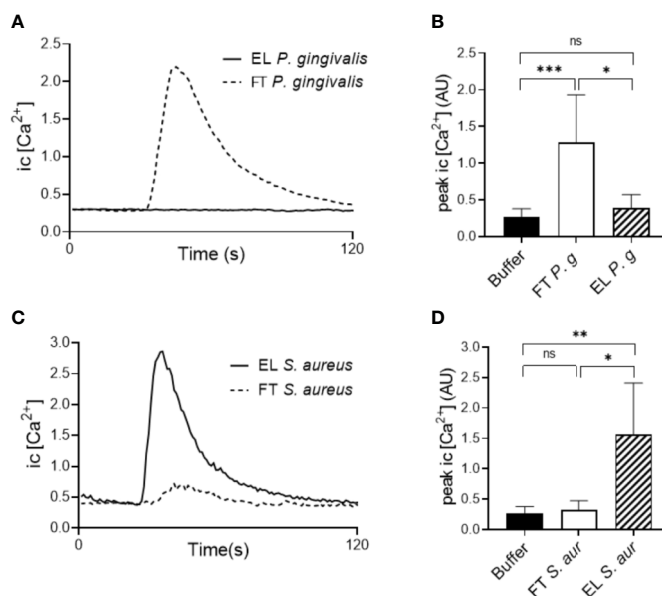 A
EL P. gingivalis
FT P. gingivalis
2.5
2.0
1.5
1.0
0.5
0.0
ic [Ca2+]
0
120
Time (s)
B
ns
***
*
2.5
2.0
1.5
1.0
0.5
0.0
peak ic [Ca2+] (AU)
Buffer
FT P. g
EL P. g
C
EL S. aureus
FT S. aureus
3.0
2.5
2.0
1.5
1.0
0.5
0.0
ic [Ca2+]
0
120
Time(s)
D
**
ns
*
3.0
2.5
2.0
1.5
1.0
0.5
0.0
peak ic [Ca2+] (AU)
Buffer
FT S. aur
EL S. aur